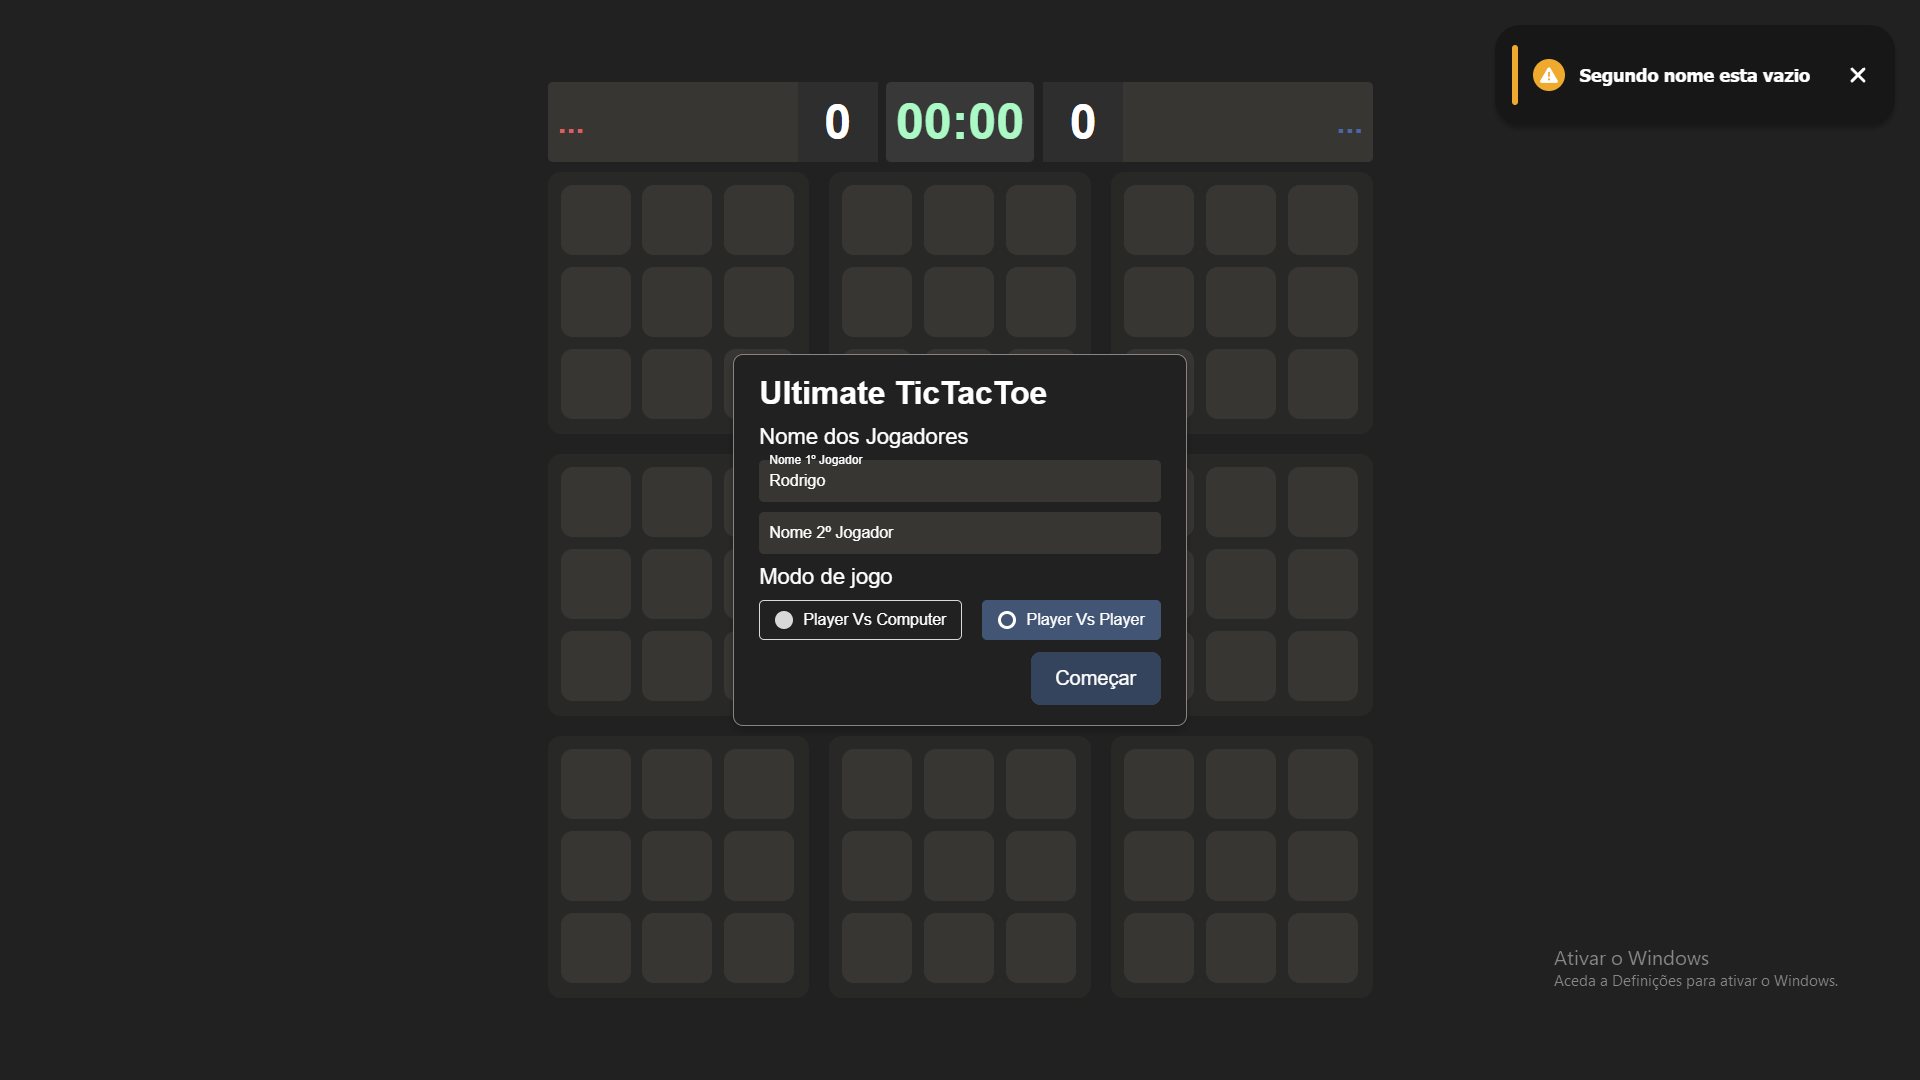 ... 0 00:00 0 ...
Segundo nome esta vazio
Ultimate TicTacToe
Nome dos Jogadores
Nome 1º Jogador
Rodrigo
Nome 2º Jogador
Modo de jogo
Player Vs Computer
Player Vs Player
Começar
Ativar o Windows
Aceda a Definições para ativar o Windows.